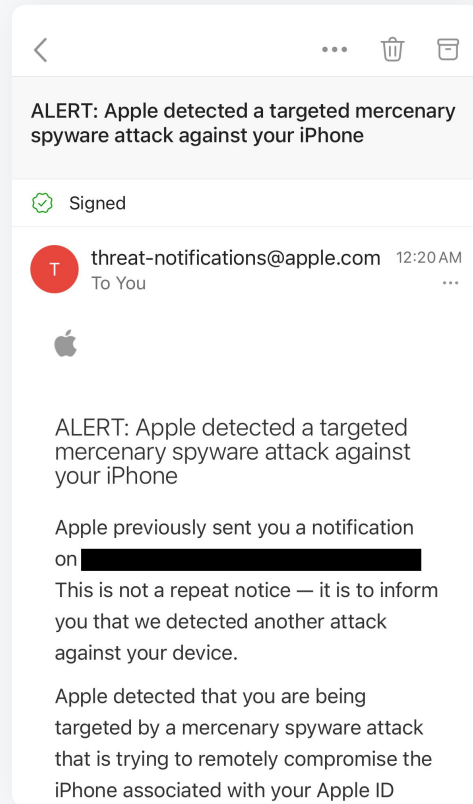 ALERT: Apple detected a targeted mercenary
spyware attack against your iPhone
Signed
T
threat-notifications@apple.com 12:20 AM
To You
ALERT: Apple detected a targeted
mercenary spyware attack against
your iPhone
Apple previously sent you a notification
on
This is not a repeat notice — it is to inform
you that we detected another attack
against your device.
Apple detected that you are being
targeted by a mercenary spyware attack
that is trying to remotely compromise the
iPhone associated with your Apple ID